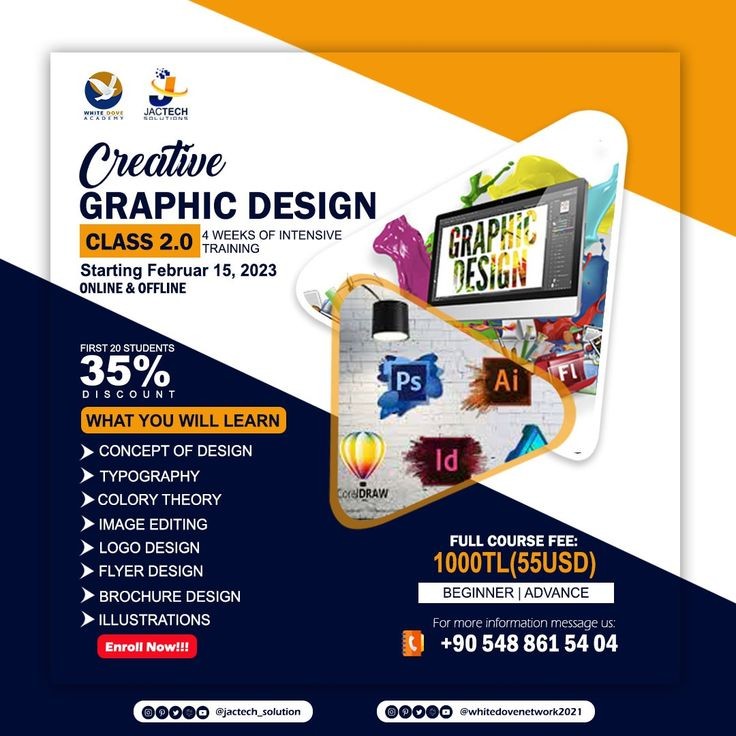 WHITE DOVE
ACADEMY
JACTECH
SOLUTIONS
Creative
GRAPHIC DESIGN
CLASS 2.0
4 WEEKS OF INTENSIVE
TRAINING
Starting Februar 15, 2023
ONLINE & OFFLINE
GRAPHIC
DESIGN
Ps
Ai
Fl
Id
CorelDRAW
FIRST 20 STUDENTS
35%
DISCOUNT
WHAT YOU WILL LEARN
CONCEPT OF DESIGN
TYPOGRAPHY
COLORY THEORY
IMAGE EDITING
LOGO DESIGN
FLYER DESIGN
BROCHURE DESIGN
ILLUSTRATIONS
Enroll Now!!!
FULL COURSE FEE:
1000TL(55USD)
BEGINNER | ADVANCE
For more information message us:
+90 548 861 54 04
@jactech_solution
@whitedovenetwork2021